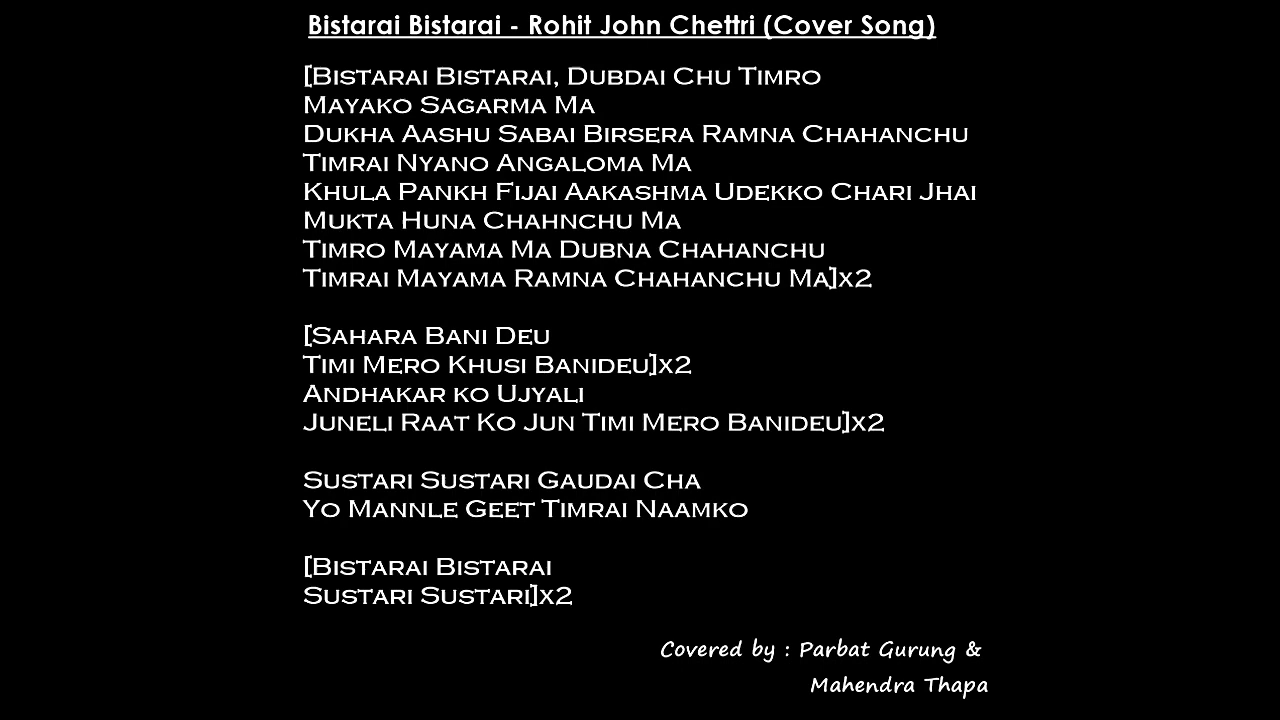 Bistarai Bistarai - Rohit John Chettri (Cover Song)
[Bistarai Bistarai, Dubdai Chu Timro
Mayako Sagarma Ma
Dukha Aashu Sabai Birsera Ramna Chahanchu
Timrai Nyano Angaloma Ma
Khula Pankh Fijai Aakashma Udekko Chari Jhai
Mukta Huna Chahnchu Ma
Timro Mayama Ma Dubna Chahanchu
Timrai Mayama Ramna Chahanchu Ma]x2
[Sahara Bani Deu
Timi Mero Khusi Banideu]x2
Andhakar ko Ujyali
Juneli Raat Ko Jun Timi Mero Banideu]x2
Sustari Sustari Gaudai Cha
Yo Mannle Geet Timrai Naamko
[Bistarai Bistarai
Sustari Sustari]x2
Covered by : Parbat Gurung &
Mahendra Thapa